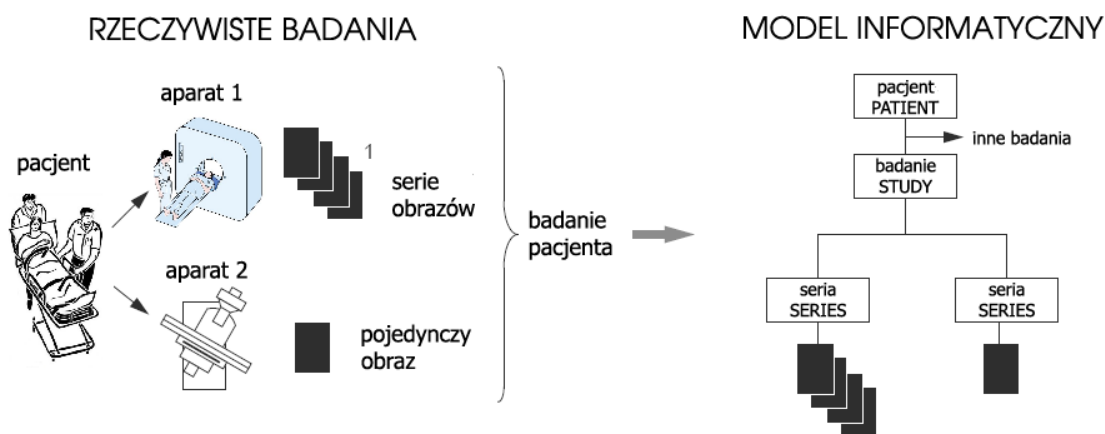 RZECZYWISTE BADANIA
pacjent
aparat 1
1
serie
obrazów
aparat 2
pojedynczy
obraz
badanie
pacjenta
MODEL INFORMATYCZNY
pacjent
PATIENT
inne badania
badanie
STUDY
seria
SERIES
seria
SERIES